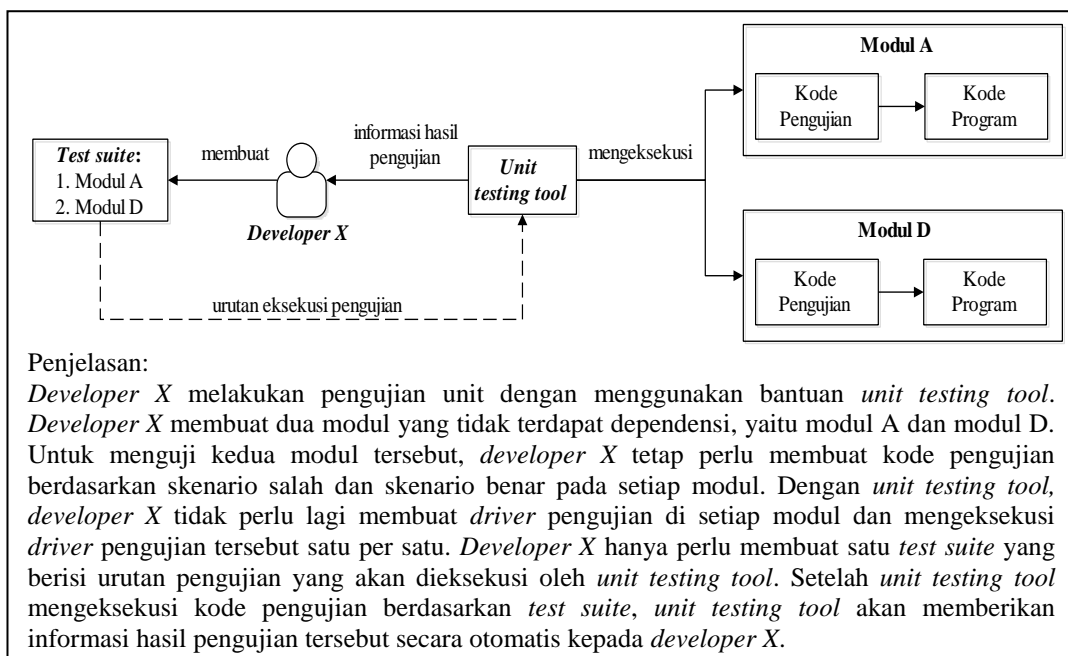 Modul A
Kode
Pengujian
Kode
Program
informasi hasil
pengujian
membuat
mengeksekusi
Test suite:
1. Modul A
2. Modul D
Unit
testing tool
Developer X
Modul D
Kode
Pengujian
Kode
Program
urutan eksekusi pengujian
Penjelasan:
Developer X melakukan pengujian unit dengan menggunakan bantuan unit testing tool.
Developer X membuat dua modul yang tidak terdapat dependensi, yaitu modul A dan modul D.
Untuk menguji kedua modul tersebut, developer X tetap perlu membuat kode pengujian
berdasarkan skenario salah dan skenario benar pada setiap modul. Dengan unit testing tool,
developer X tidak perlu lagi membuat driver pengujian di setiap modul dan mengeksekusi
driver pengujian tersebut satu per satu. Developer X hanya perlu membuat satu test suite yang
berisi urutan pengujian yang akan dieksekusi oleh unit testing tool. Setelah unit testing tool
mengeksekusi kode pengujian berdasarkan test suite, unit testing tool akan memberikan
informasi hasil pengujian tersebut secara otomatis kepada developer X.